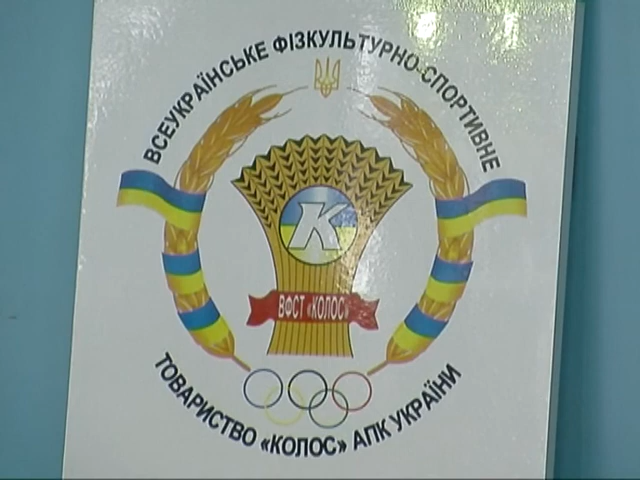 ВСЕУКРАЇНСЬКЕ ФІЗКУЛЬТУРНО-СПОРТИВНЕ
К
ВФСТ «КОЛОС»
ТОВАРИСТВО «КОЛОС» АПК УКРАЇНИ